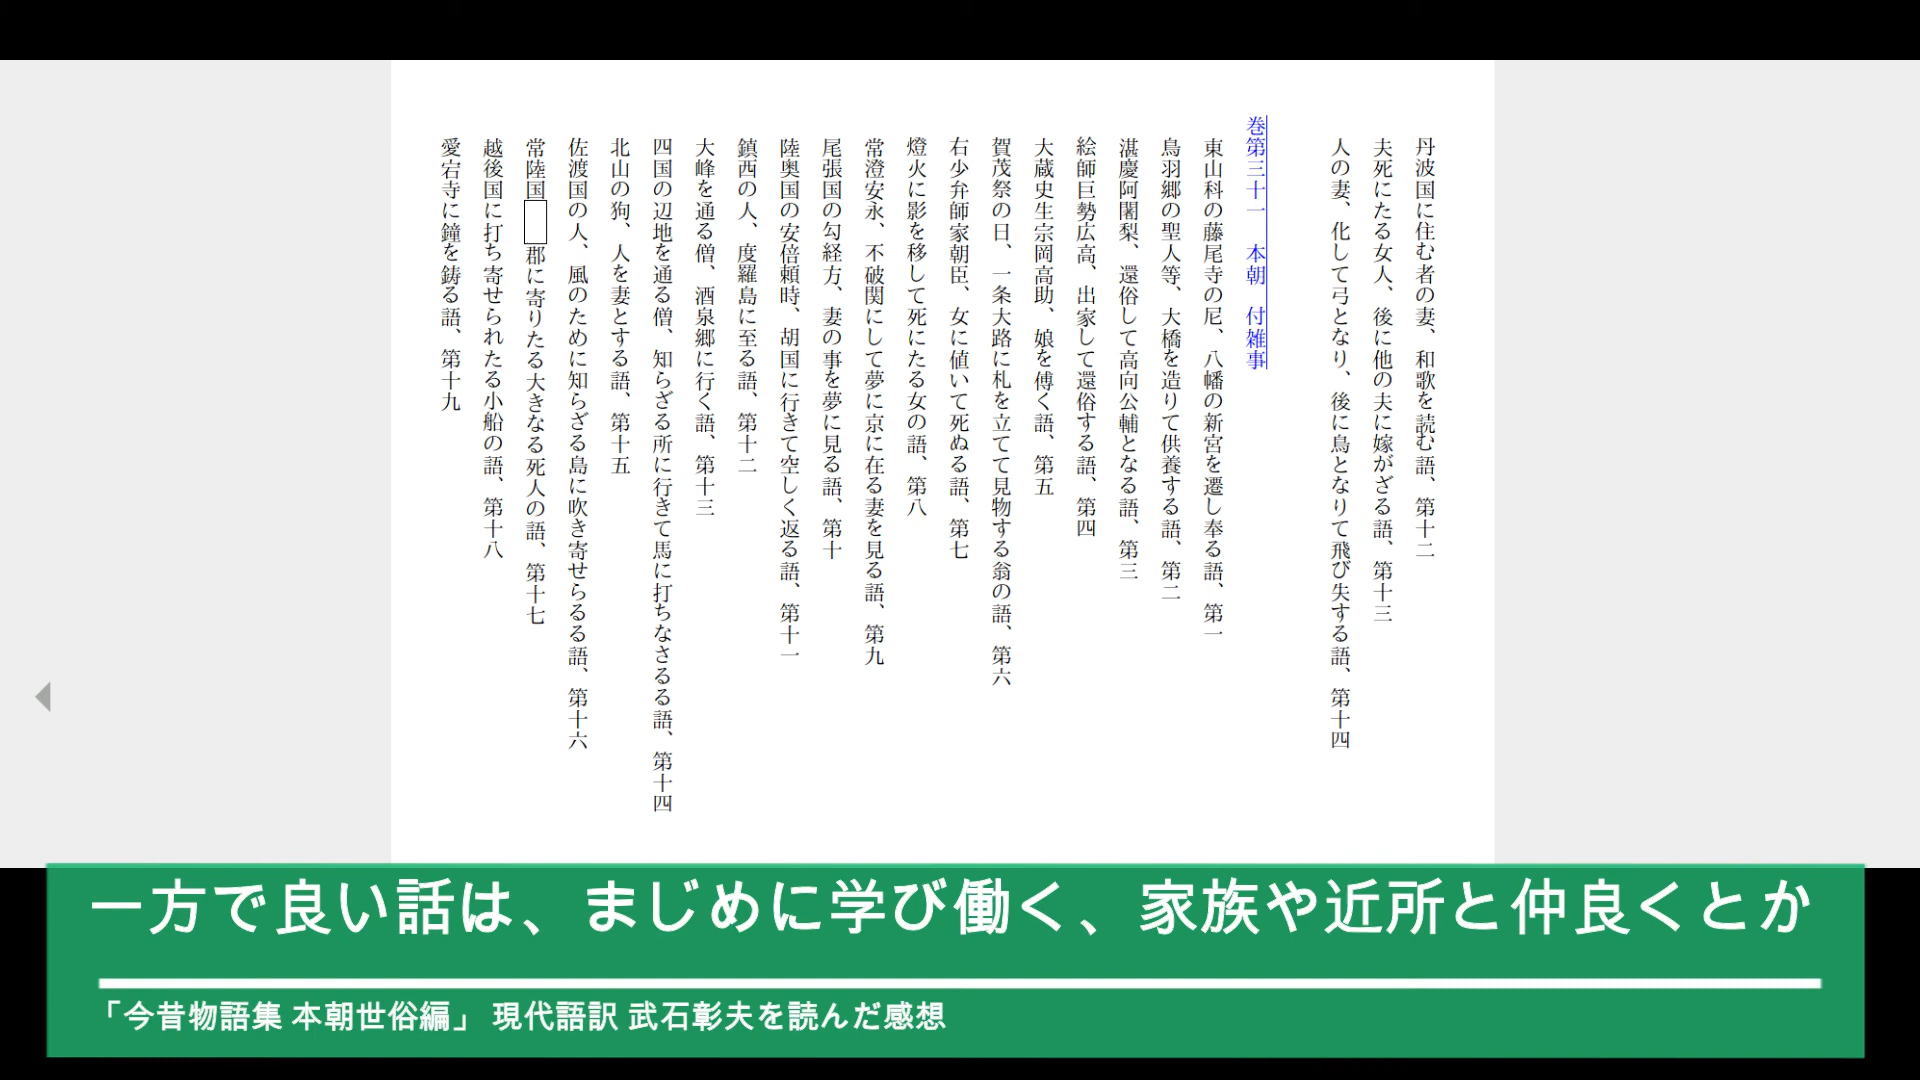 丹波国に住む者の妻、和歌を読む語、第十二
夫死にたる女人、後に他の夫に嫁がざる語、第十三
人の妻、化して弓となり、後に鳥となりて飛び失する語、第十四
巻第三十一　本朝　付雑事
東山科の藤尾寺の尼、八幡の新宮を遷し奉る語、第一
鳥羽郷の聖人等、大橋を造りて供養する語、第二
湛慶阿闍梨、還俗して高向公輔となる語、第三
絵師巨勢広高、出家して還俗する語、第四
大蔵史生宗岡高助、娘を傅く語、第五
賀茂祭の日、一条大路に札を立てて見物する翁の語、第六
右少弁師家朝臣、女に値いて死ぬる語、第七
燈火に影を移して死にたる女の語、第八
常澄安永、不破関にして夢に京に在る妻を見る語、第九
尾張国の勾経方、妻の事を夢に見る語、第十
陸奥国の安倍頼時、胡国に行きて空しく返る語、第十一
鎮西の人、度羅島に至る語、第十二
大峰を通る僧、酒泉郷に行く語、第十三
四国の辺地を通る僧、知らざる所に行きて馬に打ちなさるる語、第十四
北山の狗、人を妻とする語、第十五
佐渡国の人、風のために知らざる島に吹き寄せらるる語、第十六
常陸国□郡に寄りたる大きなる死人の語、第十七
越後国に打ち寄せられたる小船の語、第十八
愛宕寺に鐘を鋳る語、第十九
一方で良い話は、まじめに学び働く、家族や近所と仲良くとか
「今昔物語集 本朝世俗編」 現代語訳 武石彰夫を読んだ感想